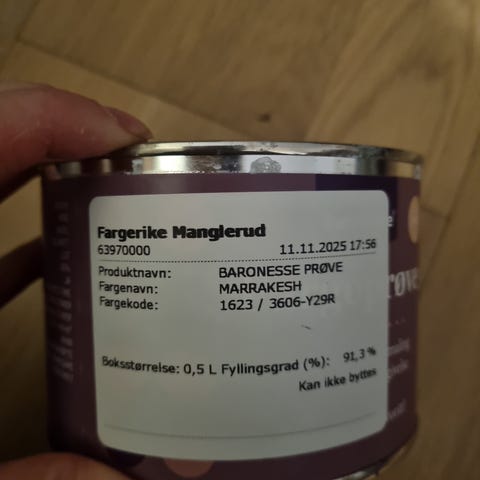 Fargerike Manglerud
63970000 11.11.2025 17:56
Produktnavn: BARONESSE PRØVE
Fargenavn: MARRAKESH
Fargekode: 1623 / 3606-Y29R
Boksstørrelse: 0,5 L Fyllingsgrad (%): 91,3 %
Kan ikke byttes